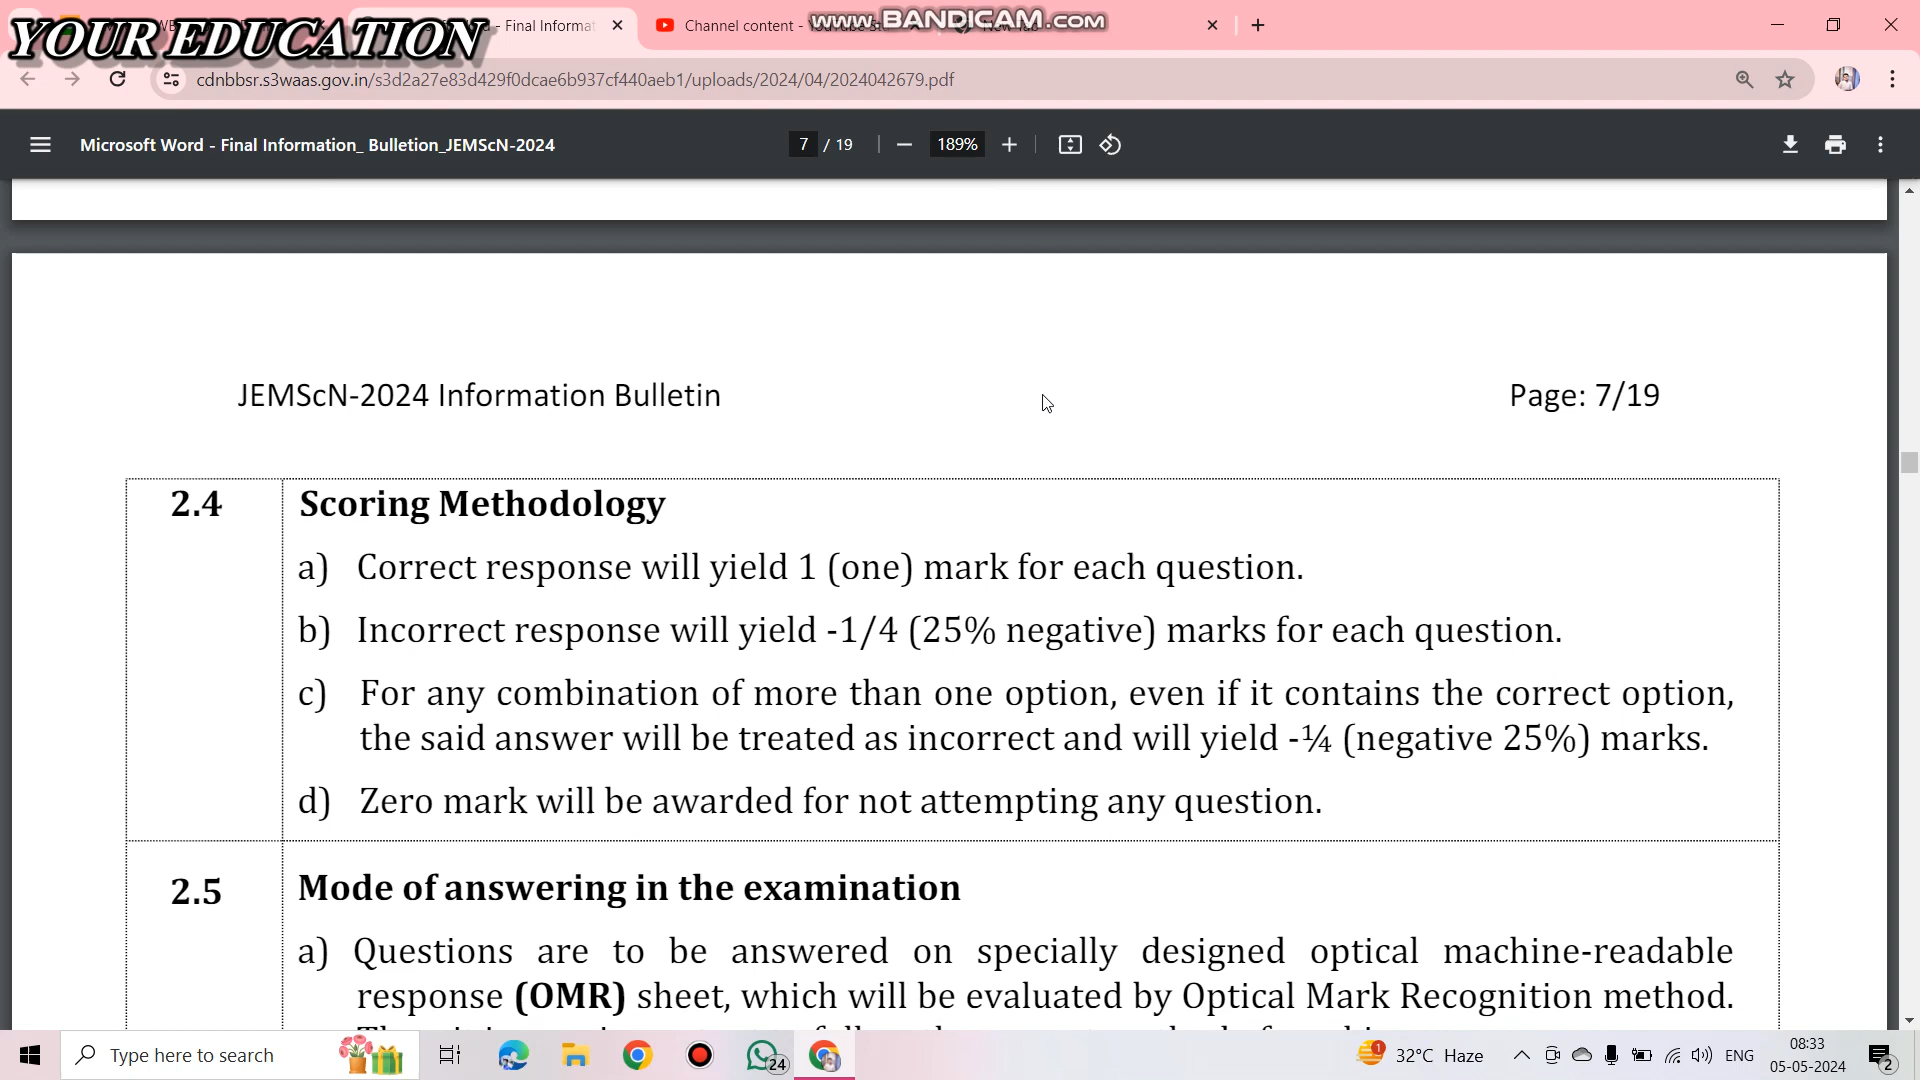 YOUR EDUCATION
- Final Informat
Channel content - YouTube St
www.BANDICAM.com
cdnbbsr.s3waas.gov.in/s3d2a27e83d429f0dcae6b937cf440aeb1/uploads/2024/04/2024042679.pdf
Microsoft Word - Final Information_ Bulletion_JEMScN-2024
7 / 19
189%
JEMScN-2024 Information Bulletin
Page: 7/19
2.4
Scoring Methodology
a) Correct response will yield 1 (one) mark for each question.
b) Incorrect response will yield -1/4 (25% negative) marks for each question.
c) For any combination of more than one option, even if it contains the correct option,
the said answer will be treated as incorrect and will yield -¼ (negative 25%) marks.
d) Zero mark will be awarded for not attempting any question.
2.5
Mode of answering in the examination
a) Questions are to be answered on specially designed optical machine-readable
response (OMR) sheet, which will be evaluated by Optical Mark Recognition method.
Type here to search
24
1
32°C Haze
ENG
08:33
05-05-2024
2